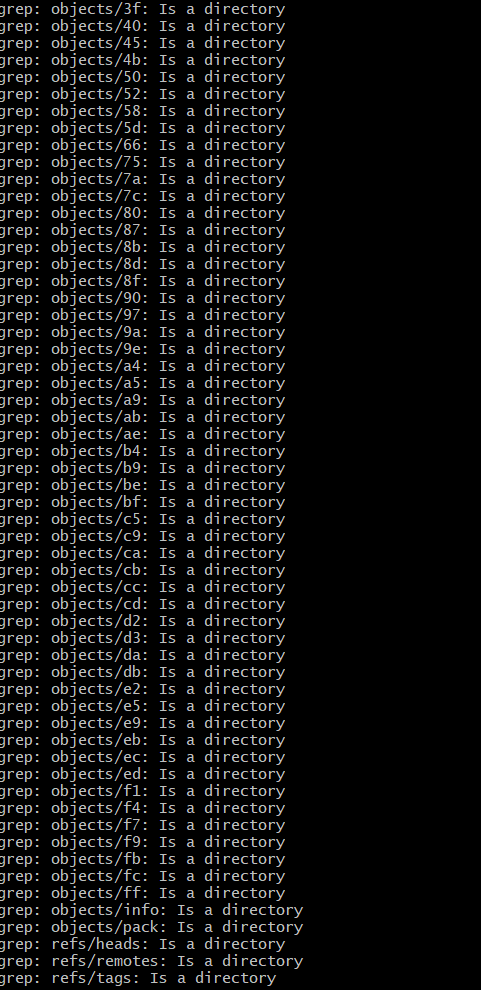 grep: objects/3f: Is a directory
grep: objects/40: Is a directory
grep: objects/45: Is a directory
grep: objects/4b: Is a directory
grep: objects/50: Is a directory
grep: objects/52: Is a directory
grep: objects/58: Is a directory
grep: objects/5d: Is a directory
grep: objects/66: Is a directory
grep: objects/75: Is a directory
grep: objects/7a: Is a directory
grep: objects/7c: Is a directory
grep: objects/80: Is a directory
grep: objects/87: Is a directory
grep: objects/8b: Is a directory
grep: objects/8d: Is a directory
grep: objects/8f: Is a directory
grep: objects/90: Is a directory
grep: objects/97: Is a directory
grep: objects/9a: Is a directory
grep: objects/9e: Is a directory
grep: objects/a4: Is a directory
grep: objects/a5: Is a directory
grep: objects/a9: Is a directory
grep: objects/ab: Is a directory
grep: objects/ae: Is a directory
grep: objects/b4: Is a directory
grep: objects/b9: Is a directory
grep: objects/be: Is a directory
grep: objects/bf: Is a directory
grep: objects/c5: Is a directory
grep: objects/c9: Is a directory
grep: objects/ca: Is a directory
grep: objects/cb: Is a directory
grep: objects/cc: Is a directory
grep: objects/cd: Is a directory
grep: objects/d2: Is a directory
grep: objects/d3: Is a directory
grep: objects/da: Is a directory
grep: objects/db: Is a directory
grep: objects/e2: Is a directory
grep: objects/e5: Is a directory
grep: objects/e9: Is a directory
grep: objects/eb: Is a directory
grep: objects/ec: Is a directory
grep: objects/ed: Is a directory
grep: objects/f1: Is a directory
grep: objects/f4: Is a directory
grep: objects/f7: Is a directory
grep: objects/f9: Is a directory
grep: objects/fb: Is a directory
grep: objects/fc: Is a directory
grep: objects/ff: Is a directory
grep: objects/info: Is a directory
grep: objects/pack: Is a directory
grep: refs/heads: Is a directory
grep: refs/remotes: Is a directory
grep: refs/tags: Is a directory